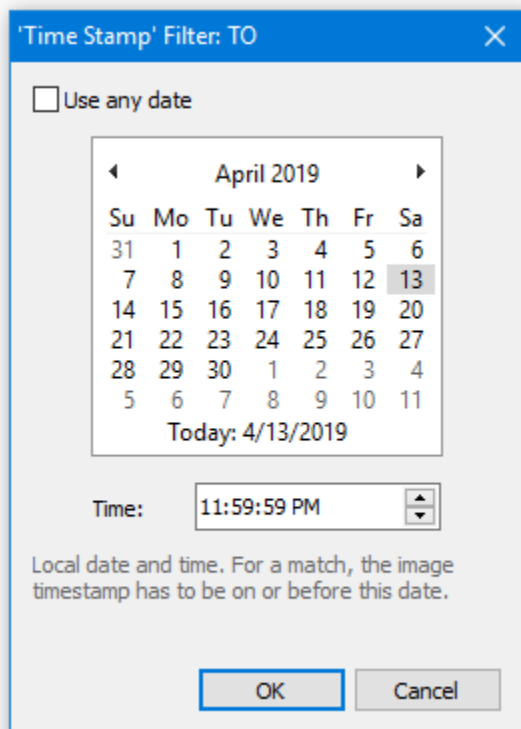 'Time Stamp' Filter: TO
Use any date
April 2019
Su Mo Tu We Th Fr Sa
31 1 2 3 4 5 6
7 8 9 10 11 12 13
14 15 16 17 18 19 20
21 22 23 24 25 26 27
28 29 30 1 2 3 4
5 6 7 8 9 10 11
Today: 4/13/2019
Time: 11:59:59 PM
Local date and time. For a match, the image
timestamp has to be on or before this date.
OK Cancel